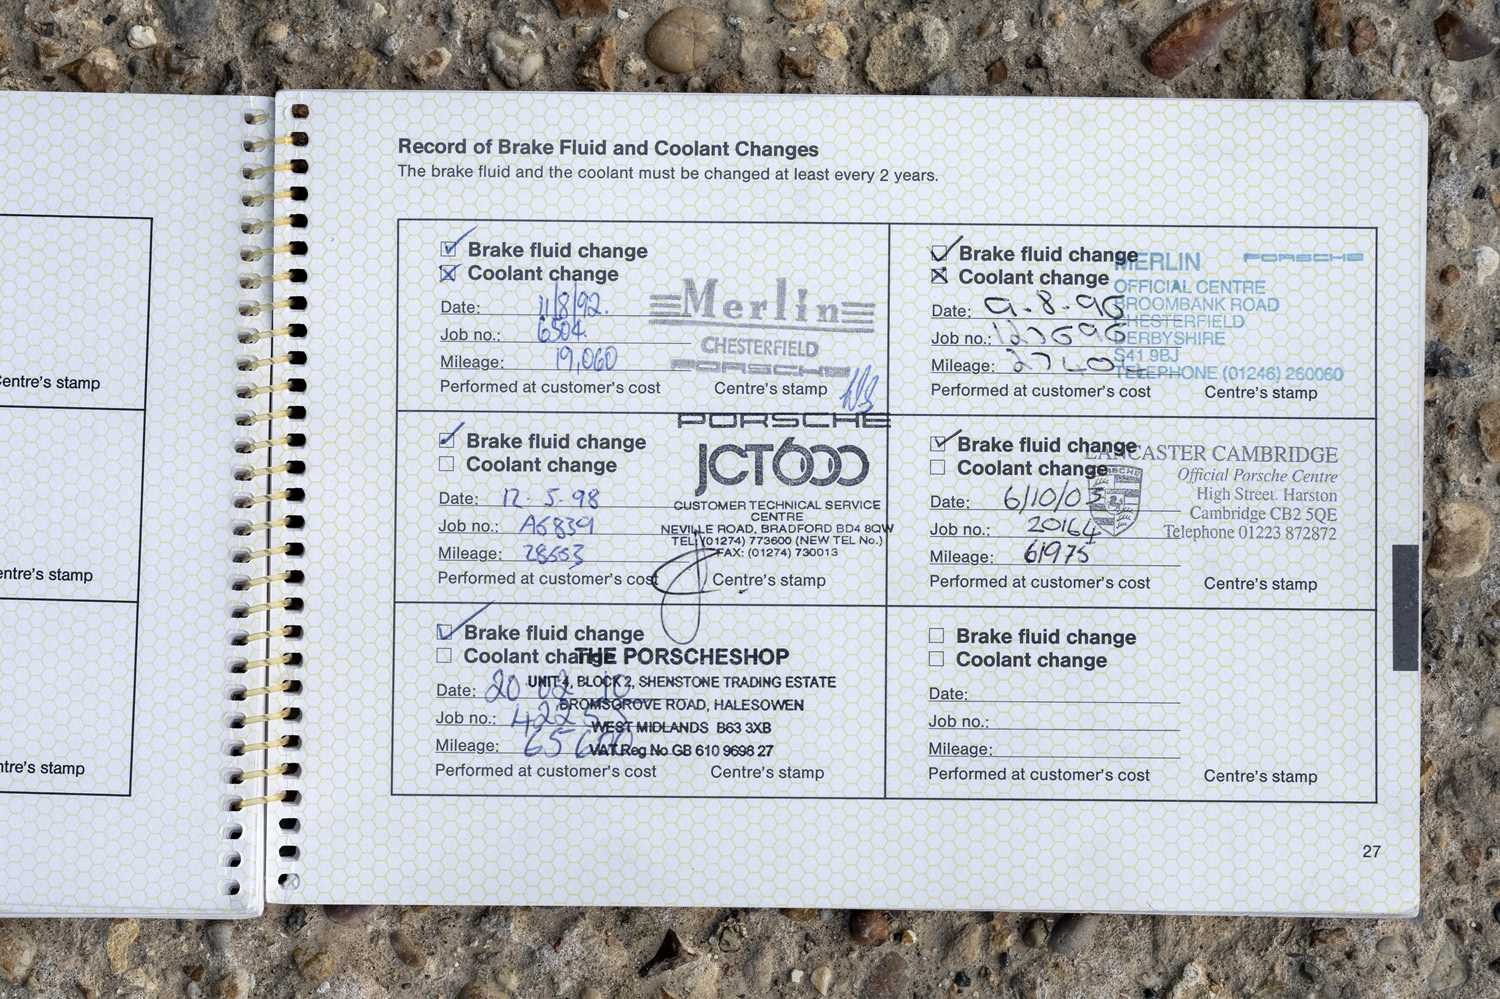 Centre's stamp
entre's stamp
ntre's stamp
Record of Brake Fluid and Coolant Changes
The brake fluid and the coolant must be changed at least every 2 years.
Brake fluid change
Coolant change
Date: 11/8/92.
Job no.: 6504
Mileage: 19,060
Performed at customer's cost
Centre's stamp
Merlin
CHESTERFIELD
PORSCHE
Brake fluid change
Coolant change
Date: 9.8.96
Job no.:
Mileage:
Performed at customer's cost
Centre's stamp
MERLIN PORSCHE
OFFICIAL CENTRE
BROOMBANK ROAD
CHESTERFIELD
DERBYSHIRE
S41 9BJ
TELEPHONE (01246) 260060
Brake fluid change
Coolant change
Date: 12.5.98
Job no.: A6839
Mileage: 28553
Performed at customer's cost
Centre's stamp
PORSCHE
JCT600
CUSTOMER TECHNICAL SERVICE
CENTRE
NEVILLE ROAD, BRADFORD BD4 8QW
TEL: (01274) 773600 (NEW TEL No.)
FAX: (01274) 730013
Brake fluid change
Coolant change
Date: 6/10/03
Job no.: 20164
Mileage: 61975
Performed at customer's cost
Centre's stamp
LANCASTER CAMBRIDGE
Official Porsche Centre
High Street. Harston
Cambridge CB2 5QE
Telephone 01223 872872
PORSCHE
Brake fluid change
Coolant change
Date: 20.02.10
Job no.: 42255
Mileage: 65600
Performed at customer's cost
Centre's stamp
THE PORSCHESHOP
UNIT 4, BLOCK 2, SHENSTONE TRADING ESTATE
BROMSGROVE ROAD, HALESOWEN
WEST MIDLANDS B63 3XB
VAT Reg No GB 610 9698 27
Brake fluid change
Coolant change
Date:
Job no.:
Mileage:
Performed at customer's cost
Centre's stamp
27